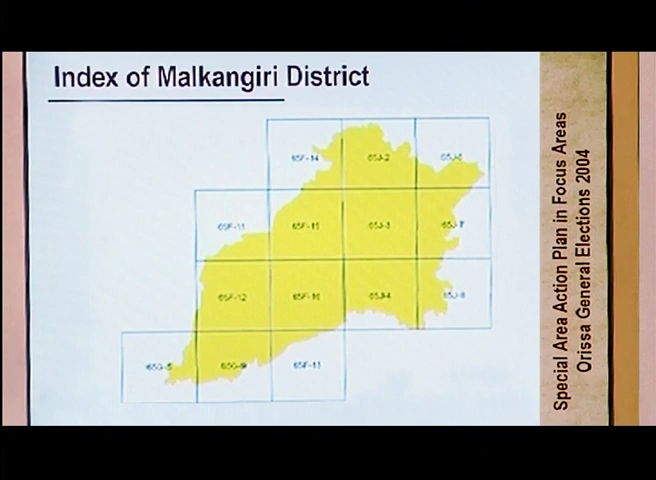 Index of Malkangiri District
65F-14 65J-2 65J-6
65F-11 65F-15 65J-3 65J-7
65F-12 65F-16 65J-4 65J-8
65G-5 65G-9 65F-13
Special Area Action Plan in Focus Areas
Orissa General Elections 2004